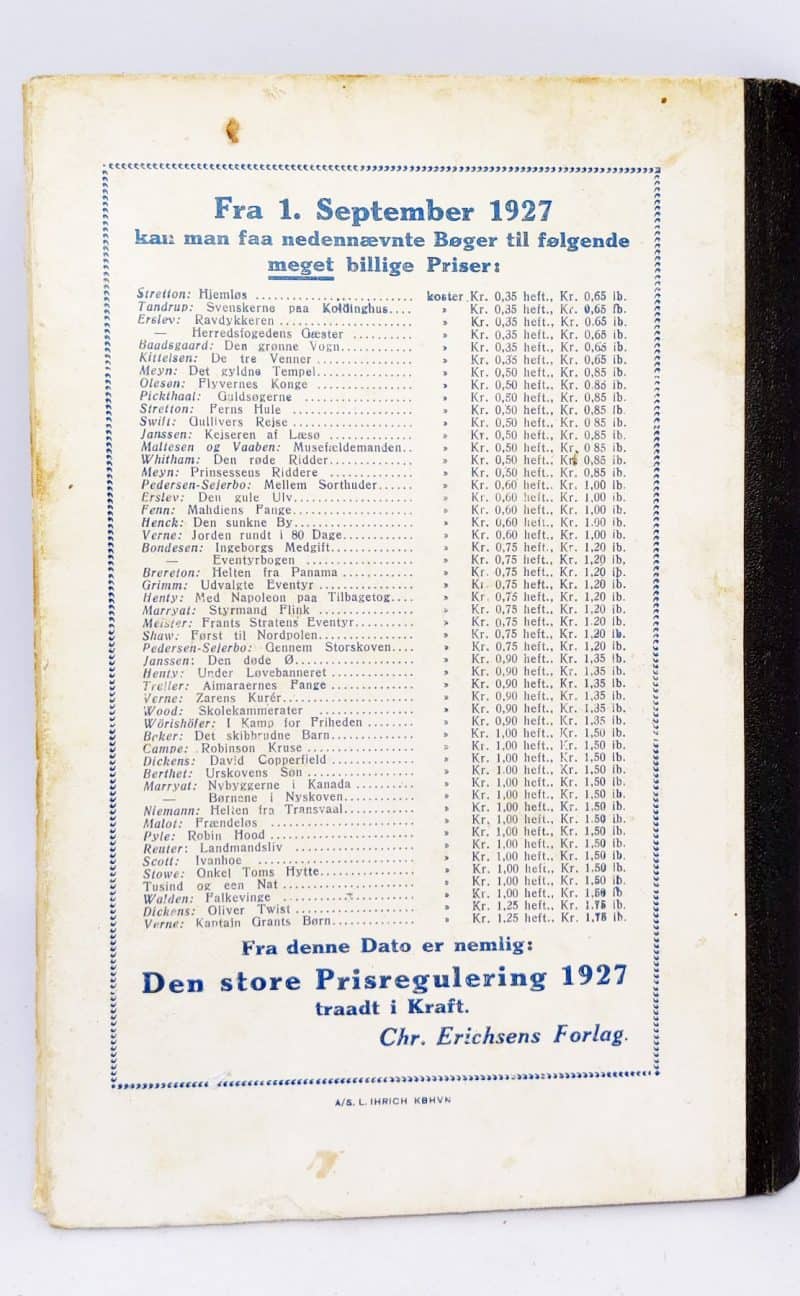 Fra 1. September 1927
kan man faa nedennævnte Bøger til følgende
meget billige Priser:
Stretton: Hjemløs ........................ koster Kr. 0,35 heft., Kr. 0,65 ib.
Tandrup: Svenskerne paa Koldinghus.... » Kr. 0,35 heft., Kr. 0,65 ib.
Erslev: Ravdykkeren .................... » Kr. 0,35 heft., Kr. 0.65 ib.
— Herredsfogedens Gæster .......... » Kr. 0,35 heft., Kr. 0,65 ib.
Baadsgaard: Den grønne Vogn............ » Kr. 0,35 heft., Kr. 0,65 ib.
Kittelsen: De tre Venner ................ » Kr. 0,35 heft., Kr. 0,65 ib.
Meyn: Det gyldne Tempel................ » Kr. 0,50 heft., Kr. 0,85 ib.
Olesen: Flyvernes Konge ................ » Kr. 0,50 heft., Kr. 0.85 ib.
Pickthaal: Guldsøgerne .................. » Kr. 0,50 heft., Kr. 0,85 ib.
Stretton: Ferns Hule .................... » Kr. 0,50 heft., Kr. 0,85 ib.
Swift: Gullivers Rejse .................... » Kr. 0,50 heft., Kr. 0 85 ib.
Janssen: Kejseren af Læsø .............. » Kr. 0,50 heft., Kr. 0,85 ib.
Maltesen og Vaaben: Musefældemanden.. » Kr. 0,50 heft., Kr. 0 85 ib.
Whitham: Den røde Ridder.............. » Kr. 0,50 heft., Kr. 0,85 ib.
Meyn: Prinsesseus Riddere .............. » Kr. 0,50 heft., Kr. 0,85 ib.
Pedersen-Sejerbo: Mellem Sorthuder...... » Kr. 0,60 heft., Kr. 1,00 ib.
Erslev: Den gule Ulv.................... » Kr. 0,60 heft., Kr. 1,00 ib.
Fenn: Mahdiens Fange.................... » Kr. 0,60 heft., Kr. 1,00 ib.
Henck: Den sunkne By.................... » Kr. 0,60 heft., Kr. 1.00 ib.
Verne: Jorden rundt i 80 Dage............ » Kr. 0,60 heft., Kr. 1,00 ib.
Bondesen: Ingeborgs Medgift.............. » Kr. 0,75 heft., Kr. 1,20 ib.
— Eventyrbogen .................. » Kr. 0,75 heft., Kr. 1,20 ib,
Brereton: Helten fra Panama ............ » Kr. 0,75 heft., Kr. 1,20 ib.
Grimm: Udvalgte Eventyr ................ » Kr. 0,75 heft., Kr. 1,20 ib.
Henty: Med Napoleon paa Tilbagetog.... » Kr. 0,75 heft., Kr. 1,20 ib.
Marryat: Styrmand Flink ................ » Kr. 0,75 heft., Kr. 1,20 ib.
Meister: Frants Stratens Eventyr.......... » Kr. 0,75 heft., Kr. 1.20 ib.
Shaw: Først til Nordpolen................ » Kr. 0,75 heft., Kr. 1,20 ib.
Pedersen-Sejerbo: Gennem Storskoven.... » Kr. 0,75 heft., Kr. 1,20 ib.
Janssen: Den døde Ø.................... » Kr. 0,90 heft., Kr. 1,35 ib.
Henty: Under Løvebanneret .............. » Kr. 0,90 heft., Kr. 1,35 ib.
Treller: Aimaraernes Fange .............. » Kr. 0,90 heft., Kr. 1,35 ib.
Verne: Zarens Kurér...................... » Kr. 0,90 heft., Kr. 1,35 ib.
Wood: Skolekammerater ................ » Kr. 0,90 heft., Kr. 1,35 ib.
Wörishöfer: I Kamp for Friheden ........ » Kr. 0,90 heft., Kr. 1,35 ib.
Beker: Det skibbrudne Barn.............. » Kr. 1,00 heft., Kr. 1,50 ib.
Campe: Robinson Kruse .................. » Kr. 1,00 heft., Kr. 1,50 ib.
Dickens: David Copperfield .............. » Kr. 1,00 heft., Kr. 1,50 ib.
Berthet: Urskovens Søn .................. » Kr. 1.00 heft., Kr. 1,50 ib.
Marryat: Nybyggerne i Kanada .......... » Kr. 1,00 heft., Kr. 1,50 ib.
— Børnene i Nyskoven............ » Kr. 1,00 heft., Kr. 1,50 ib.
Niemann: Helten fra Transvaal............ » Kr. 1,00 heft., Kr. 1.50 ib.
Malot: Frændeløs ........................ » Kr. 1,00 heft., Kr. 1.50 ib.
Pyle: Robin Hood ........................ » Kr. 1,00 heft., Kr. 1,50 ib.
Reuter: Landmandsliv .................... » Kr. 1,00 heft., Kr. 1,50 ib.
Scott: Ivanhoe .......................... » Kr. 1,00 heft., Kr. 1,50 ib.
Stowe: Onkel Toms Hytte................ » Kr. 1,00 heft., Kr. 1.50 ib.
Tusind og een Nat ...................... » Kr. 1,00 heft., Kr. 1,50 ib.
Walden: Falkevinge ...................... » Kr. 1,00 heft., Kr. 1,50 ib
Dickens: Oliver Twist .................... » Kr. 1,25 heft., Kr. 1.75 ib.
Verne: Kaptain Grants Børn.............. » Kr. 1.25 heft., Kr. 1,75 ib.
Fra denne Dato er nemlig:
Den store Prisregulering 1927
traadt i Kraft.
Chr. Erichsens Forlag.
A/S. L. IHRICH KBHVN